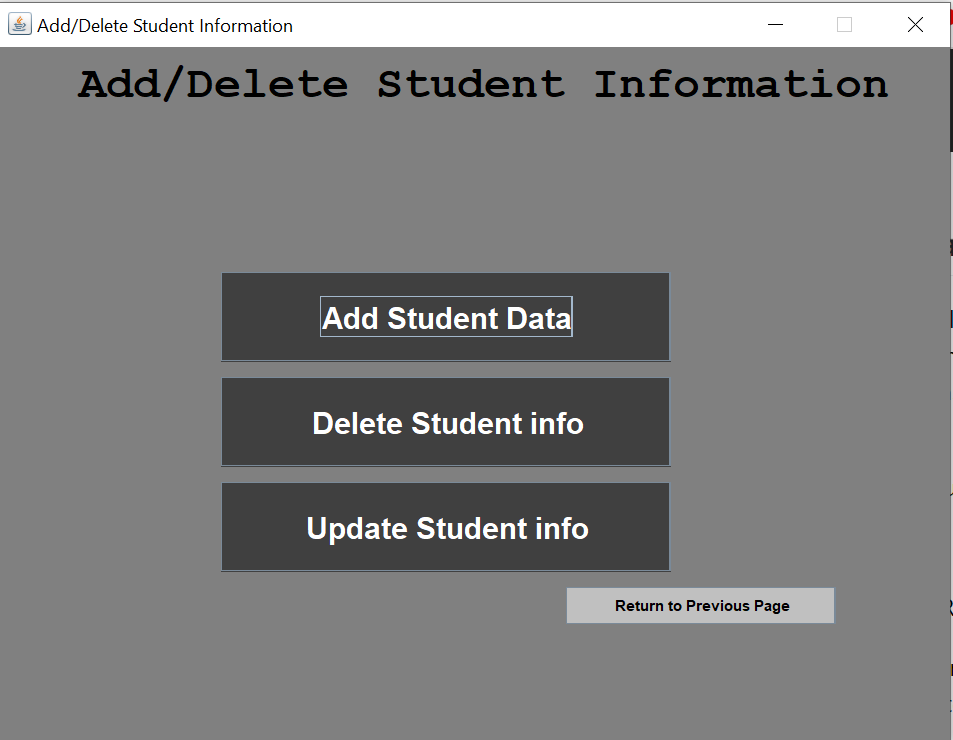 Add/Delete Student Information
Add/Delete Student Information
Add Student Data
Delete Student info
Update Student info
Return to Previous Page